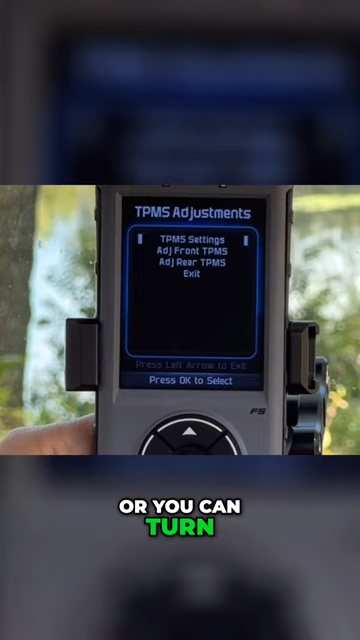 TPMS Adjustments
TPMS Settings
Adj Front TPMS
Adj Rear TPMS
Exit
Press Left Arrow to Exit
Press OK to Select
F5
OR YOU CAN
TURN